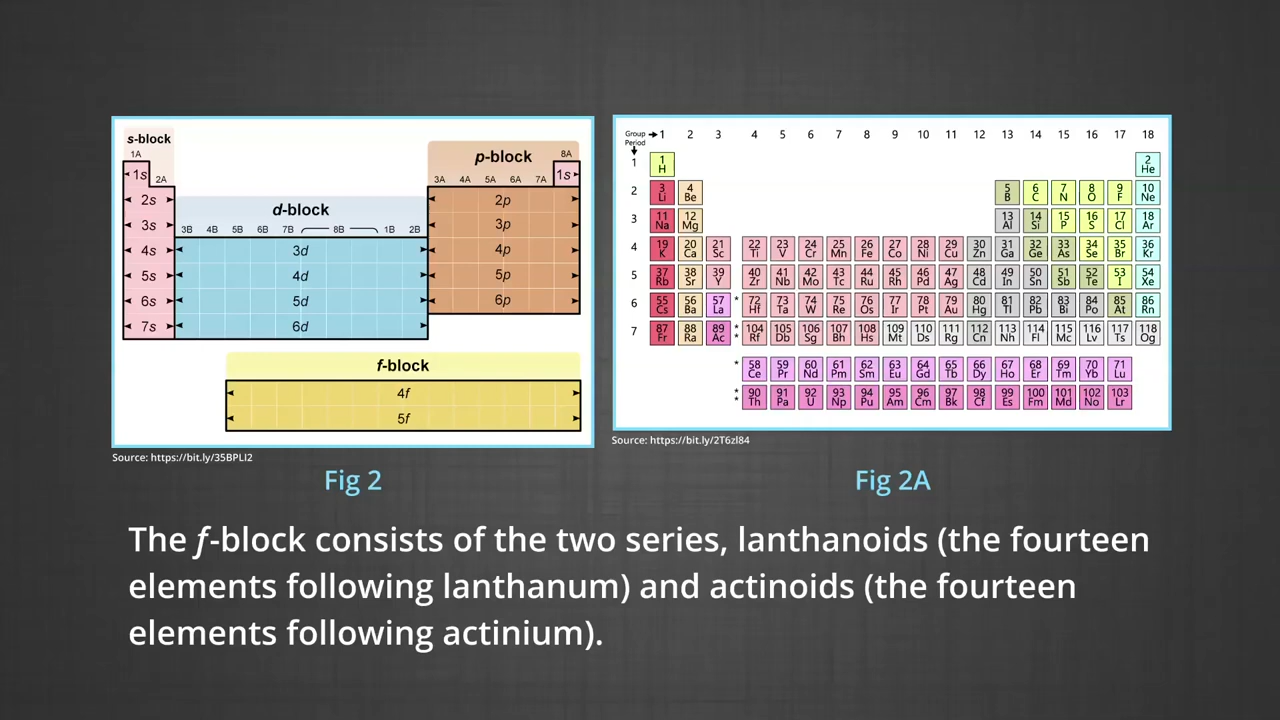 s-block
1A
1s
2A
2s
3s
4s
5s
6s
7s
d-block
3B 4B 5B 6B 7B 8B 1B 2B
3d
4d
5d
6d
p-block
8A
3A 4A 5A 6A 7A 1s
2p
3p
4p
5p
6p
f-block
4f
5f
Source: https://bit.ly/35BPLI2
Fig 2
Group 1 2 3 4 5 6 7 8 9 10 11 12 13 14 15 16 17 18
Period
1 1 2
H He
2 3 4 5 6 7 8 9 10
Li Be B C N O F Ne
3 11 12 13 14 15 16 17 18
Na Mg Al Si P S Cl Ar
4 19 20 21 22 23 24 25 26 27 28 29 30 31 32 33 34 35 36
K Ca Sc Ti V Cr Mn Fe Co Ni Cu Zn Ga Ge As Se Br Kr
5 37 38 39 40 41 42 43 44 45 46 47 48 49 50 51 52 53 54
Rb Sr Y Zr Nb Mo Tc Ru Rh Pd Ag Cd In Sn Sb Te I Xe
6 55 56 57 * 72 73 74 75 76 77 78 79 80 81 82 83 84 85 86
Cs Ba La Hf Ta W Re Os Ir Pt Au Hg Tl Pb Bi Po At Rn
7 87 88 89 * * 104 105 106 107 108 109 110 111 112 113 114 115 116 117 118
Fr Ra Ac Rf Db Sg Bh Hs Mt Ds Rg Cn Nh Fl Mc Lv Ts Og
* 58 59 60 61 62 63 64 65 66 67 68 69 70 71
Ce Pr Nd Pm Sm Eu Gd Tb Dy Ho Er Tm Yb Lu
* * 90 91 92 93 94 95 96 97 98 99 100 101 102 103
Th Pa U Np Pu Am Cm Bk Cf Es Fm Md No Lr
Source: https://bit.ly/2T6zl84
Fig 2A
The f-block consists of the two series, lanthanoids (the fourteen
elements following lanthanum) and actinoids (the fourteen
elements following actinium).